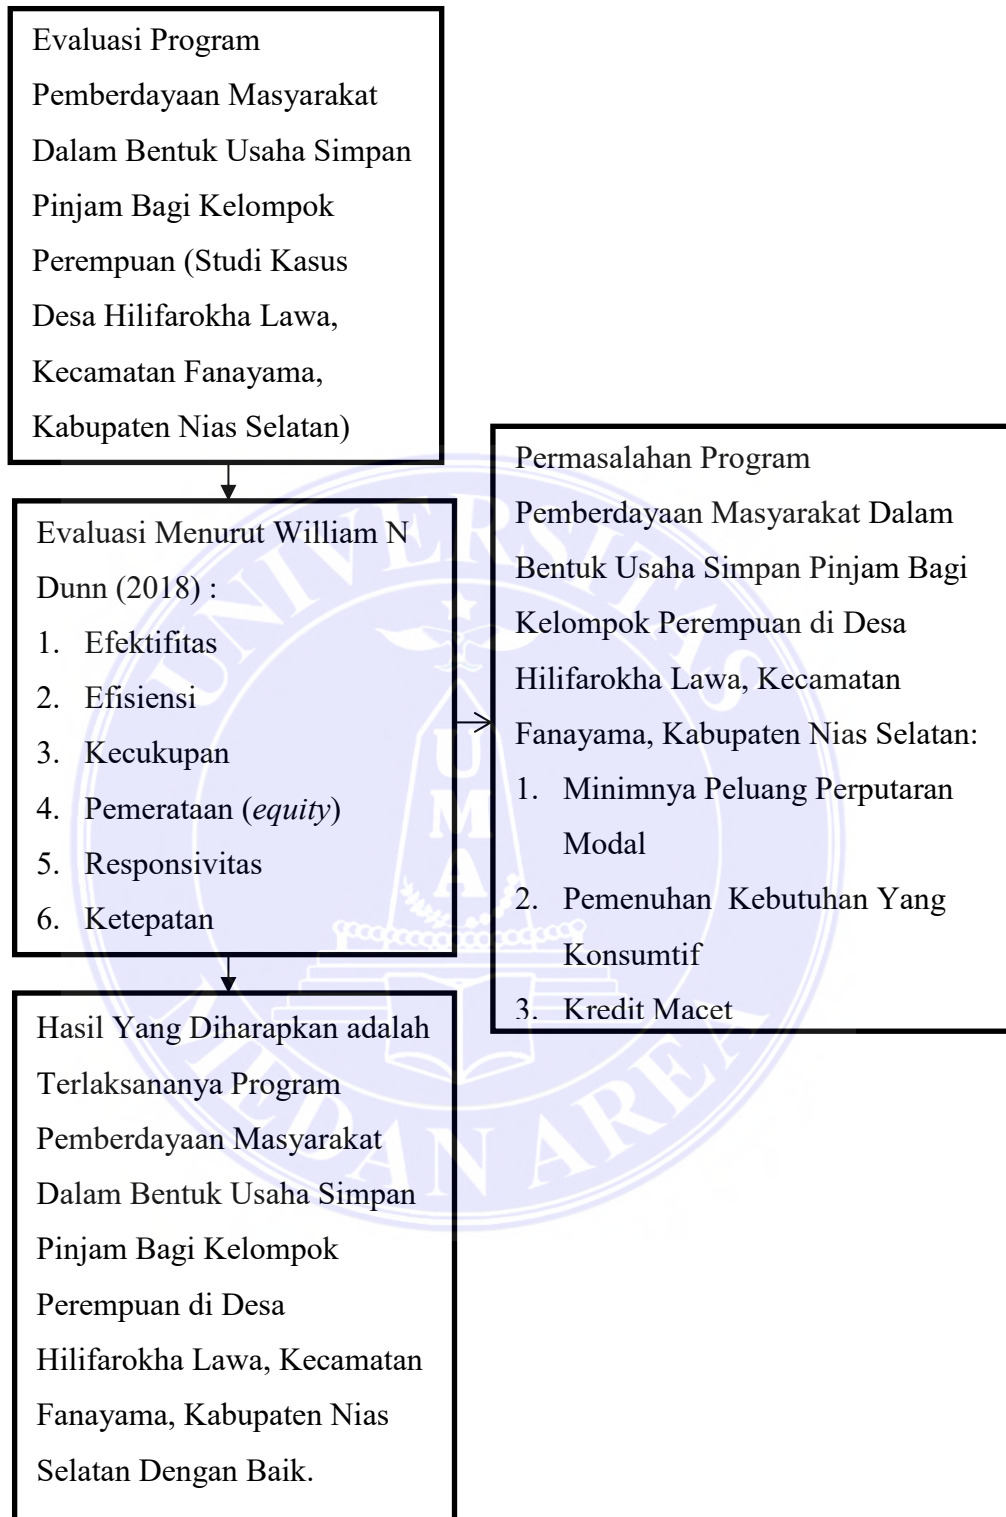 Evaluasi Program
Pemberdayaan Masyarakat
Dalam Bentuk Usaha Simpan
Pinjam Bagi Kelompok
Perempuan (Studi Kasus
Desa Hilifarokha Lawa,
Kecamatan Fanayama,
Kabupaten Nias Selatan)
Evaluasi Menurut William N
Dunn (2018) :
1. Efektifitas
2. Efisiensi
3. Kecukupan
4. Pemerataan (equity)
5. Responsivitas
6. Ketepatan
Permasalahan Program
Pemberdayaan Masyarakat Dalam
Bentuk Usaha Simpan Pinjam Bagi
Kelompok Perempuan di Desa
Hilifarokha Lawa, Kecamatan
Fanayama, Kabupaten Nias Selatan:
1. Minimnya Peluang Perputaran
Modal
2. Pemenuhan Kebutuhan Yang
Konsumtif
3. Kredit Macet
Hasil Yang Diharapkan adalah
Terlaksananya Program
Pemberdayaan Masyarakat
Dalam Bentuk Usaha Simpan
Pinjam Bagi Kelompok
Perempuan di Desa
Hilifarokha Lawa, Kecamatan
Fanayama, Kabupaten Nias
Selatan Dengan Baik.
UNIVERSITAS
MEDAN AREA
UMA